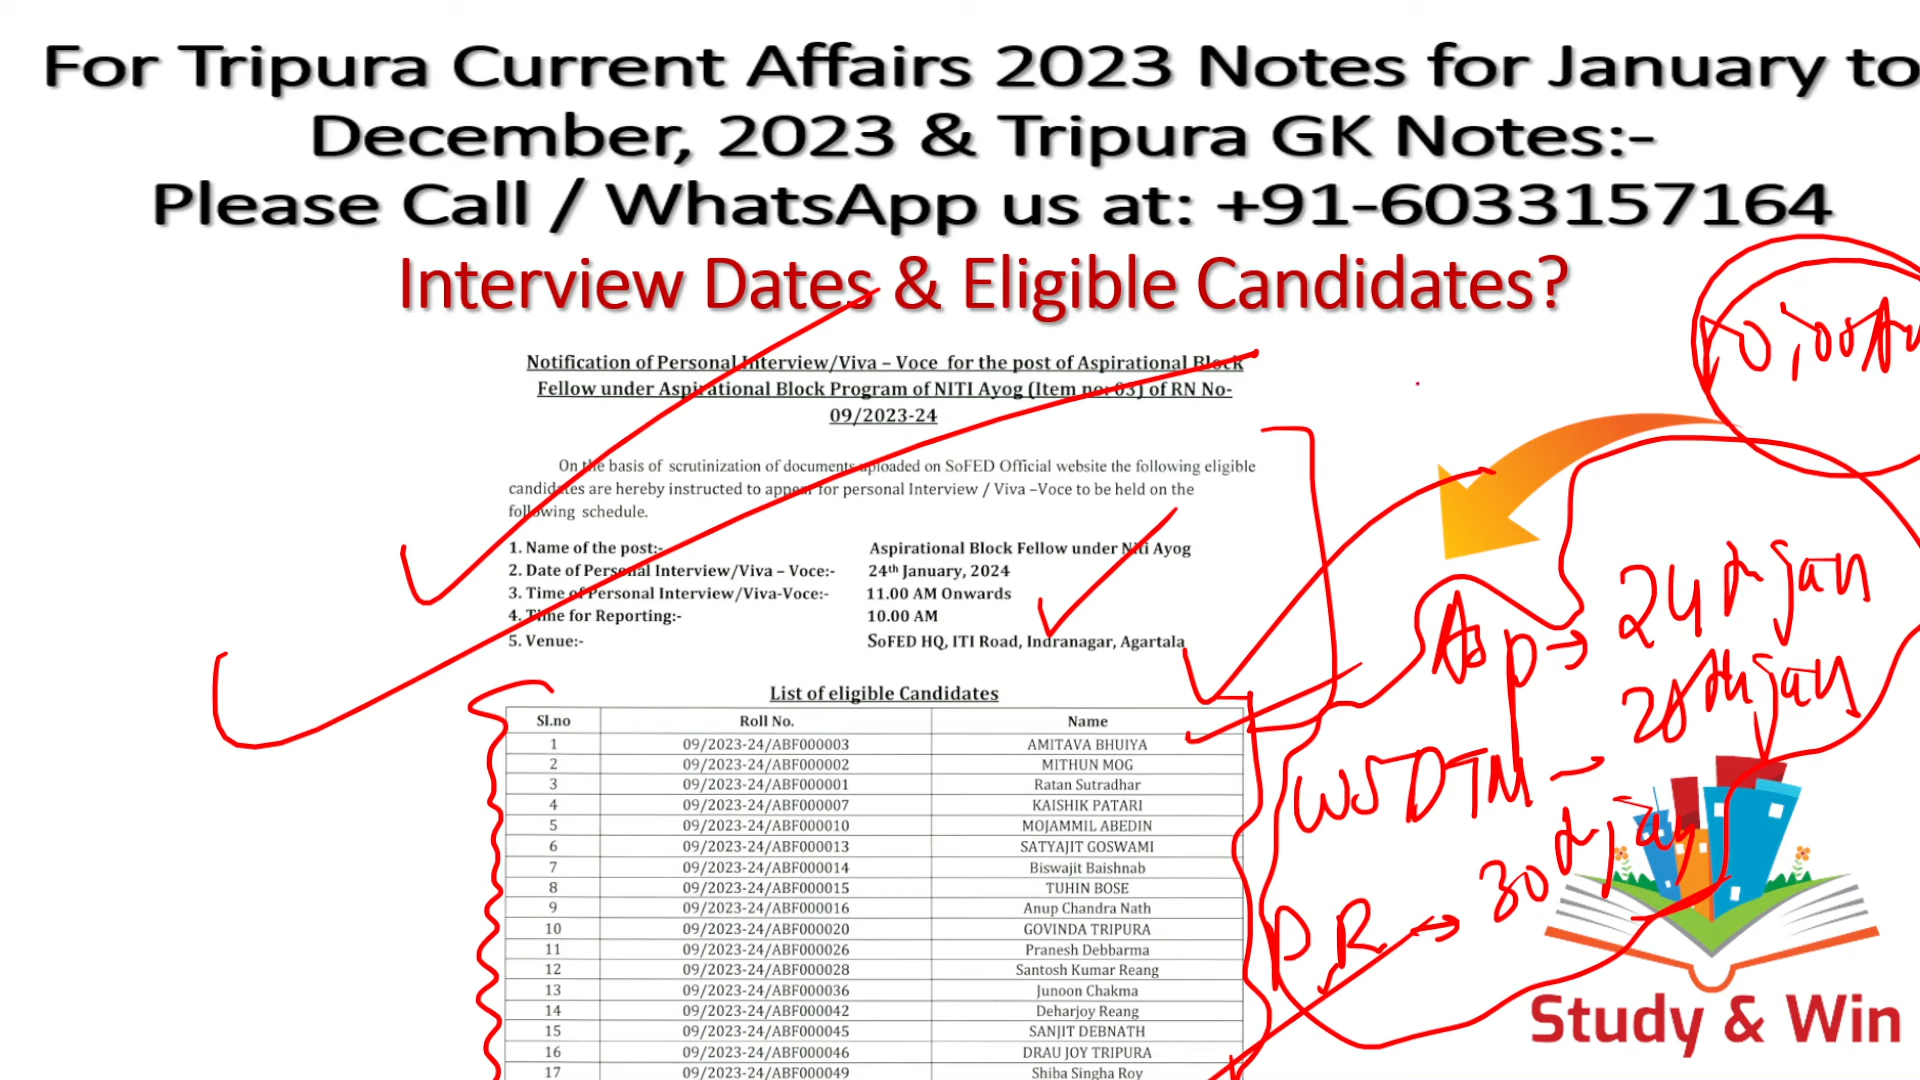 For Tripura Current Affairs 2023 Notes for January to
December, 2023 & Tripura GK Notes:-
Please Call / WhatsApp us at: +91-6033157164
Interview Dates & Eligible Candidates?
10:00AM
Notification of Personal Interview/Viva – Voce for the post of Aspirational Block
Fellow under Aspirational Block Program of NITI Ayog (Item no: 03) of RN No-
09/2023-24
On the basis of scrutinization of documents uploaded on SoFED Official website the following eligible
candidates are hereby instructed to appear for personal Interview / Viva –Voce to be held on the
following schedule.
1. Name of the post:- Aspirational Block Fellow under Niti Ayog
2. Date of Personal Interview/Viva – Voce:- 24th January, 2024
3. Time of Personal Interview/Viva-Voce:- 11.00 AM Onwards
4. Time for Reporting:- 10.00 AM
5. Venue:- SoFED HQ, ITI Road, Indranagar, Agartala
List of eligible Candidates
Sl.no Roll No. Name
1 09/2023-24/ABF000003 AMITAVA BHUIYA
2 09/2023-24/ABF000002 MITHUN MOG
3 09/2023-24/ABF000001 Ratan Sutradhar
4 09/2023-24/ABF000007 KAISHIK PATARI
5 09/2023-24/ABF000010 MOJAMMIL ABEDIN
6 09/2023-24/ABF000013 SATYAJIT GOSWAMI
7 09/2023-24/ABF000014 Biswajit Baishnab
8 09/2023-24/ABF000015 TUHIN BOSE
9 09/2023-24/ABF000016 Anup Chandra Nath
10 09/2023-24/ABF000020 GOVINDA TRIPURA
11 09/2023-24/ABF000026 Pranesh Debbarma
12 09/2023-24/ABF000028 Santosh Kumar Reang
13 09/2023-24/ABF000036 Junoon Chakma
14 09/2023-24/ABF000042 Deharjoy Reang
15 09/2023-24/ABF000045 SANJIT DEBNATH
16 09/2023-24/ABF000046 DRAU JOY TRIPURA
17 09/2023-24/ABF000049 Shiba Singha Roy
Asp → 24th jan
28th jan
WSDTM –
PR → 30th jan
Study & Win